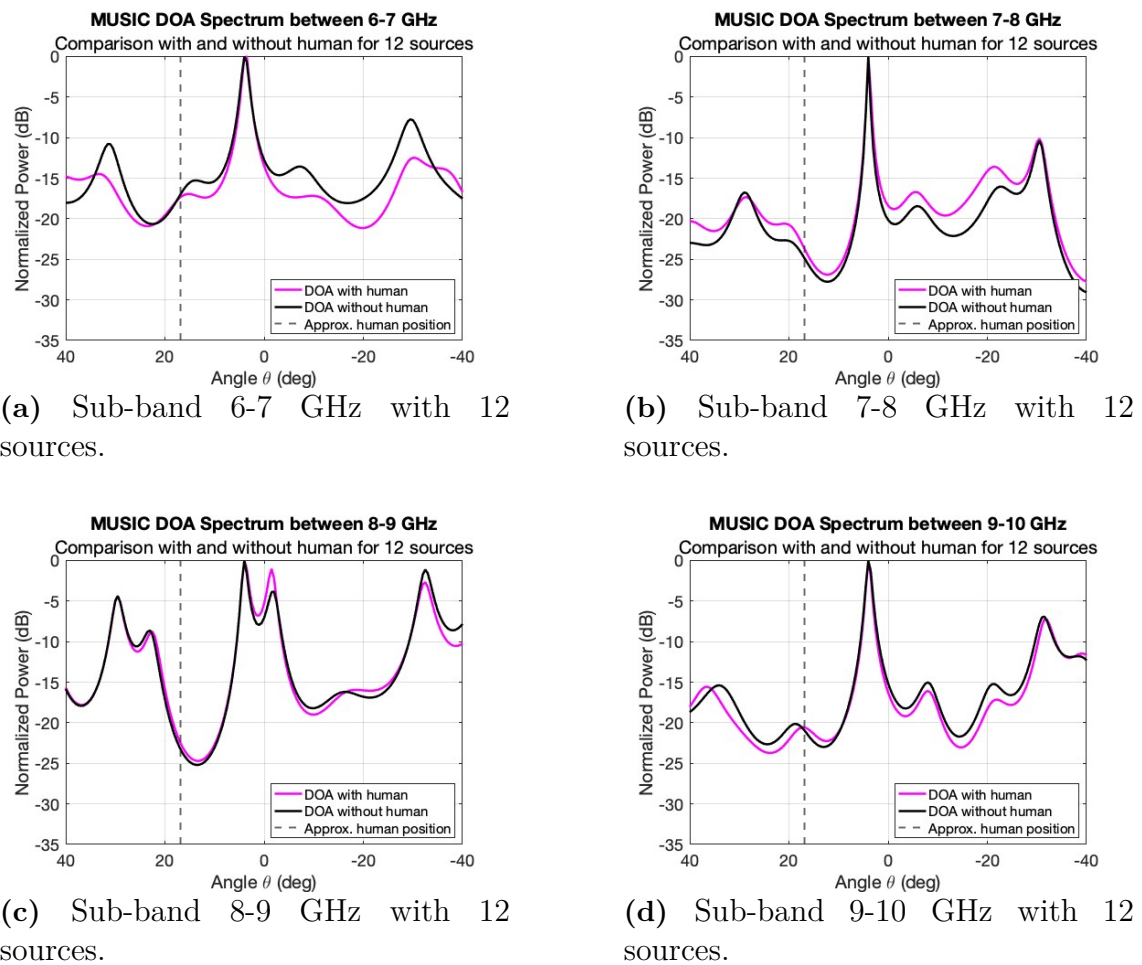 MUSIC DOA Spectrum between 6-7 GHz
Comparison with and without human for 12 sources
0
-5
-10
-15
-20
-25
-30
-35
Normalized Power (dB)
DOA with human
DOA without human
Approx. human position
40 20 0 -20 -40
Angle θ (deg)
(a) Sub-band 6-7 GHz with 12
sources.
MUSIC DOA Spectrum between 7-8 GHz
Comparison with and without human for 12 sources
0
-5
-10
-15
-20
-25
-30
-35
Normalized Power (dB)
DOA with human
DOA without human
Approx. human position
40 20 0 -20 -40
Angle θ (deg)
(b) Sub-band 7-8 GHz with 12
sources.
MUSIC DOA Spectrum between 8-9 GHz
Comparison with and without human for 12 sources
0
-5
-10
-15
-20
-25
-30
-35
Normalized Power (dB)
DOA with human
DOA without human
Approx. human position
40 20 0 -20 -40
Angle θ (deg)
(c) Sub-band 8-9 GHz with 12
sources.
MUSIC DOA Spectrum between 9-10 GHz
Comparison with and without human for 12 sources
0
-5
-10
-15
-20
-25
-30
-35
Normalized Power (dB)
DOA with human
DOA without human
Approx. human position
40 20 0 -20 -40
Angle θ (deg)
(d) Sub-band 9-10 GHz with 12
sources.